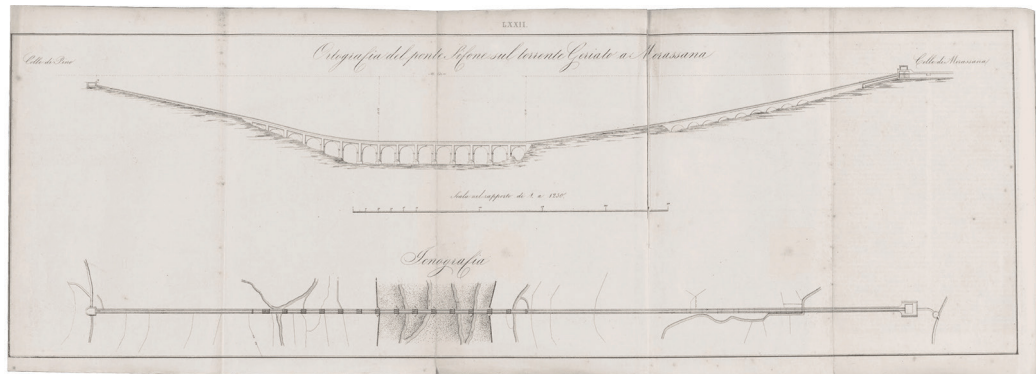 LXXII.
Ortografia del ponte Sifone sul torrente Geriato a Morassana
Colle di Pino
Colle di Morassana
Scala nel rapporto di 1 a 1250
Icnografia